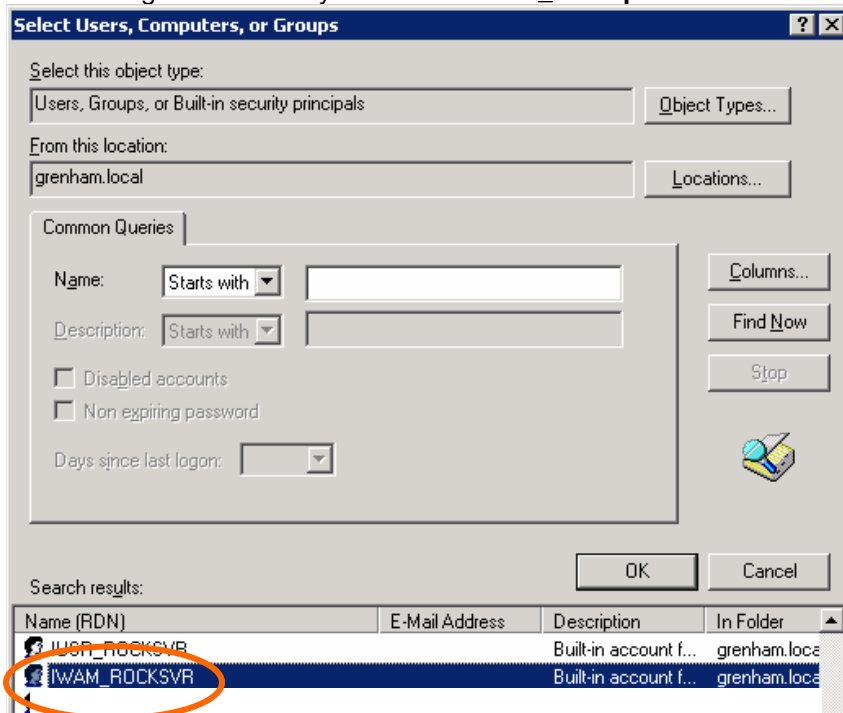 Select Users, Computers, or Groups
Select this object type:
Users, Groups, or Built-in security principals
Object Types...
From this location:
grenham.local
Locations...
Common Queries
Name: Starts with
Columns...
Description: Starts with
Find Now
Disabled accounts
Stop
Non expiring password
Days since last logon:
OK Cancel
Search results:
Name (RDN) E-Mail Address Description In Folder
IUSR_ROCKSVR Built-in account f... grenham.loca
IWAM_ROCKSVR Built-in account f... grenham.loca